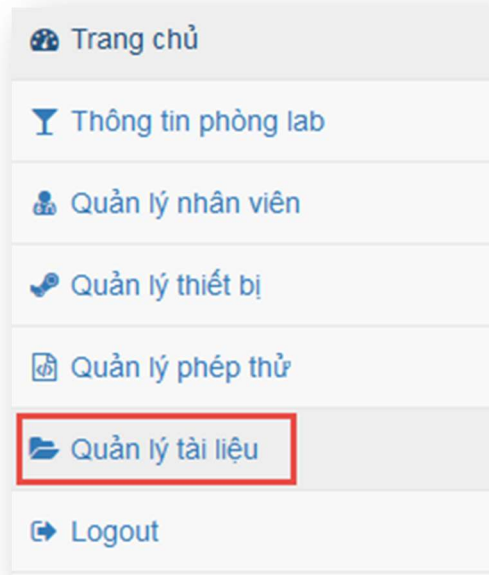 Trang chủ
Thông tin phòng lab
Quản lý nhân viên
Quản lý thiết bị
Quản lý phép thử
Quản lý tài liệu
Logout